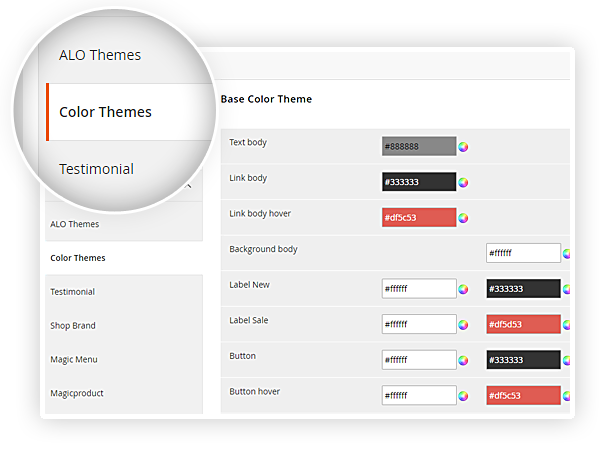 ALO Themes
Color Themes
Testimonial
ALO Themes
Color Themes
Testimonial
Shop Brand
Magic Menu
Magicproduct
Base Color Theme
Text body #888888
Link body #333333
Link body hover #df5c53
Background body #ffffff
Label New #ffffff #333333
Label Sale #ffffff #df5d53
Button #ffffff #333333
Button hover #ffffff #df5c53